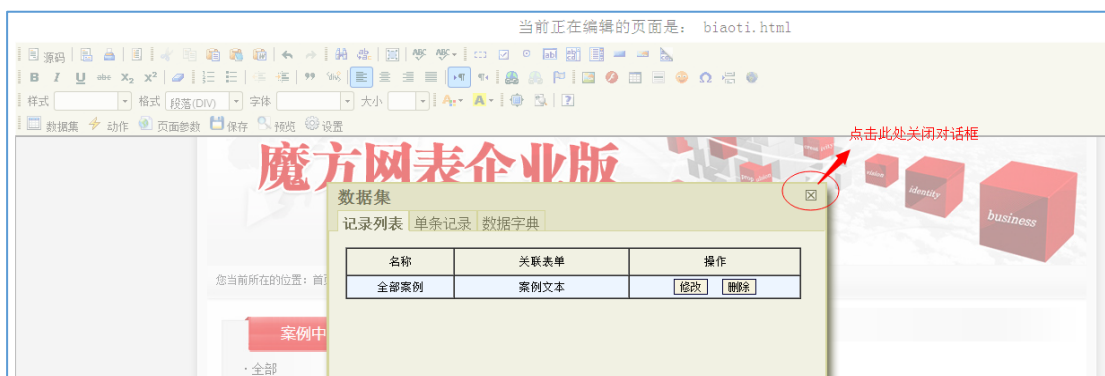 当前正在编辑的页面是： biaoti.html
源码
B I U abc X₂ X²
样式 格式 段落(DIV) 字体 大小
数据集 动作 页面参数 保存 预览 设置
点击此处关闭对话框
魔方网表企业版
identity
business
数据集
记录列表 单条记录 数据字典
名称 关联表单 操作
全部案例 案例文本 修改 删除
您当前所在的位置：首
案例中
·全部